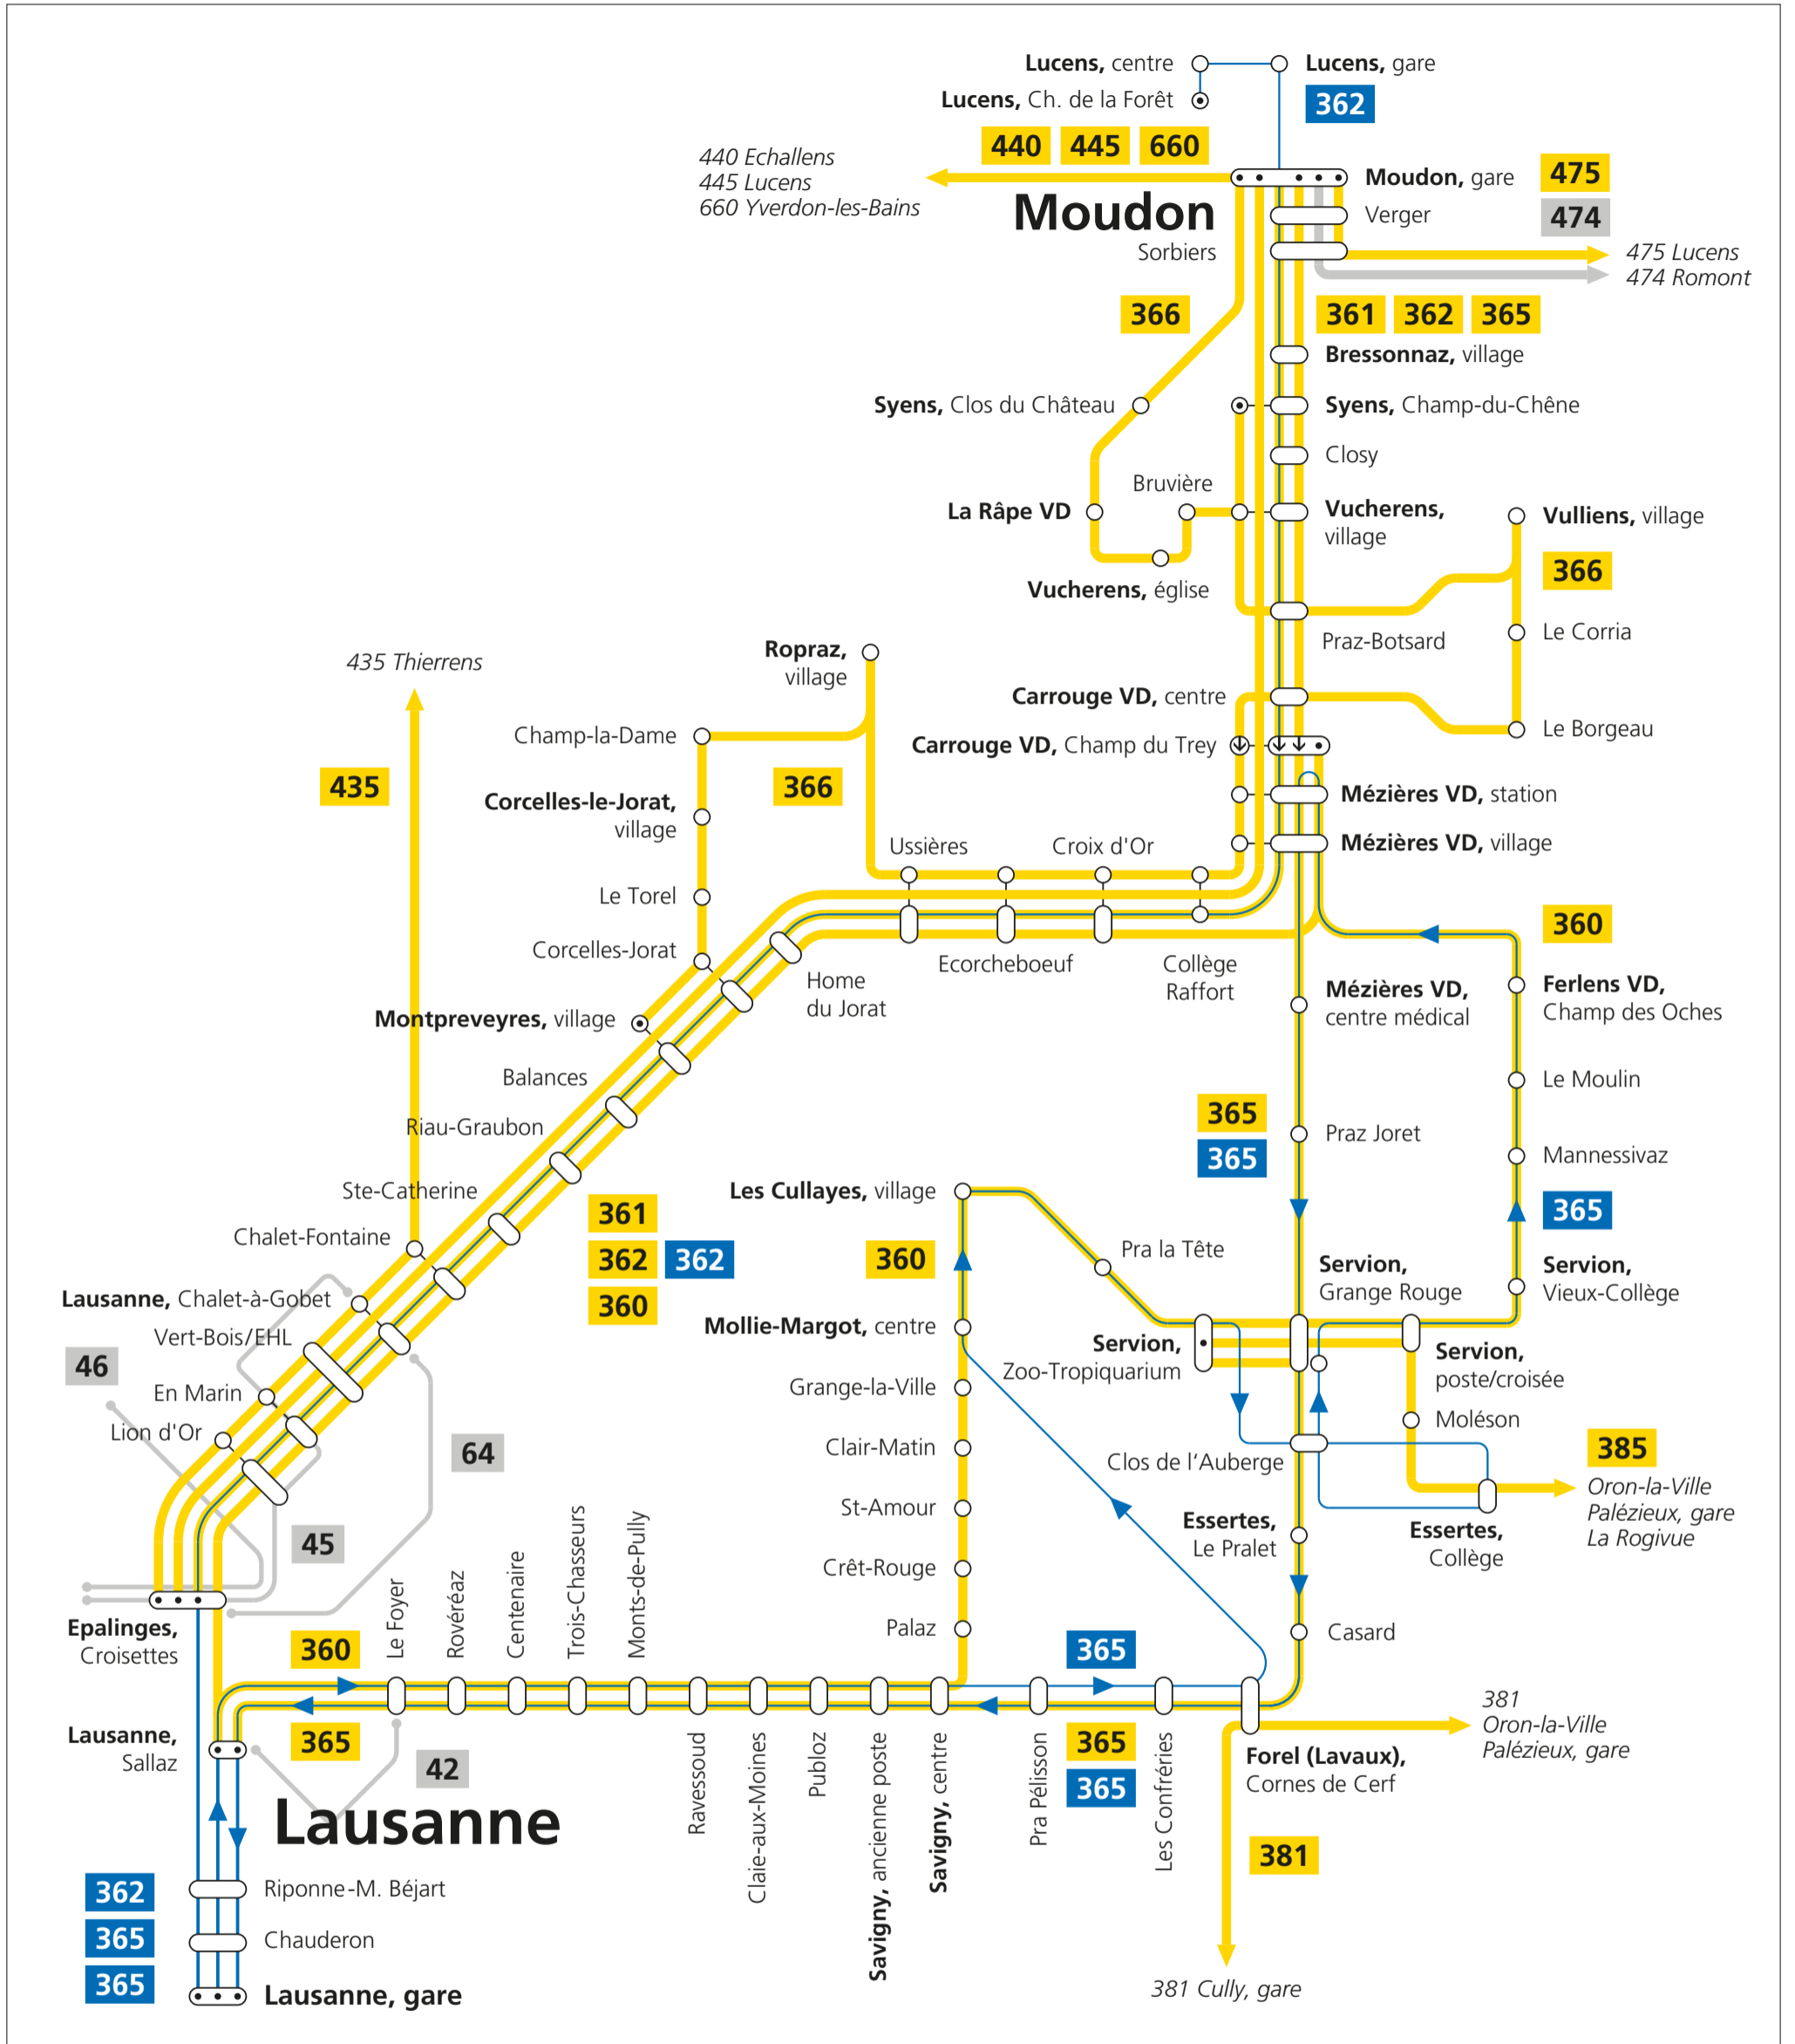 Lucens, centre
Lucens, gare
Lucens, Ch. de la Forêt
362
440 445 660
440 Echallens
445 Lucens
660 Yverdon-les-Bains
Moudon
Moudon, gare
475
Verger
474
Sorbiers
475 Lucens
474 Romont
366
361 362 365
Bressonnaz, village
Syens, Clos du Château
Syens, Champ-du-Chêne
Closy
Bruvière
La Râpe VD
Vucherens,
village
Vulliens, village
366
Vucherens, église
Le Corria
Praz-Botsard
Ropraz,
village
435 Thierrens
Carrouge VD, centre
Le Borgeau
Champ-la-Dame
Carrouge VD, Champ du Trey
435
366
Mézières VD, station
Corcelles-le-Jorat,
village
Ussières
Croix d'Or
Mézières VD, village
Le Torel
360
Corcelles-Jorat
Ecorcheboeuf
Collège
Raffort
Home
du Jorat
Mézières VD,
centre médical
Ferlens VD,
Champ des Oches
Montpreveyres, village
Balances
Le Moulin
Riau-Graubon
365
365
Praz Joret
Mannessivaz
Ste-Catherine
Les Cullayes, village
361
365
Chalet-Fontaine
362 362
360
Pra la Tête
360
Servion,
Grange Rouge
Servion,
Vieux-Collège
Lausanne, Chalet-à-Gobet
Vert-Bois/EHL
Mollie-Margot, centre
46
Servion,
Zoo-Tropiquarium
Servion,
poste/croisée
En Marin
Grange-la-Ville
Lion d'Or
Moléson
64
Clair-Matin
Clos de l'Auberge
385
Oron-la-Ville
Palézieux, gare
La Rogivue
St-Amour
Essertes,
Le Pralet
Essertes,
Collège
45
Crêt-Rouge
Epalinges,
Croisettes
Palaz
Casard
360
Le Foyer
Rovéréaz
Centenaire
Trois-Chasseurs
Monts-de-Pully
365
Lausanne,
Sallaz
365
42
Ravessoud
Claie-aux-Moines
Publoz
Savigny, ancienne poste
Savigny, centre
Pra Pélisson
365
365
Les Confréries
Forel (Lavaux),
Cornes de Cerf
381
Oron-la-Ville
Palézieux, gare
Lausanne
381
362
Riponne-M. Béjart
365
Chauderon
365
Lausanne, gare
381 Cully, gare